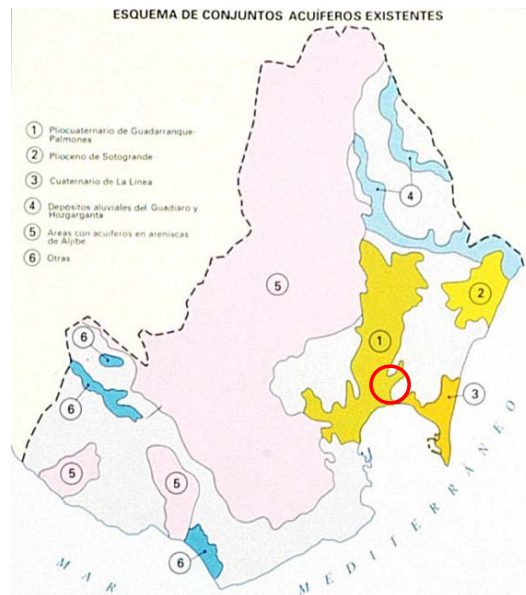 ESQUEMA DE CONJUNTOS ACUÍFEROS EXISTENTES
1 Pliocuaternario de Guadarranque-
Palmones
2 Plioceno de Sotogrande
3 Cuaternario de La Línea
4 Depósitos aluviales del Guadiaro y
Hozgarganta
5 Áreas con acuíferos en areniscas
de Aljibe
6 Otras
4
5
2
1
6
3
6
5
5
6
MAR MEDITERRÁNEO